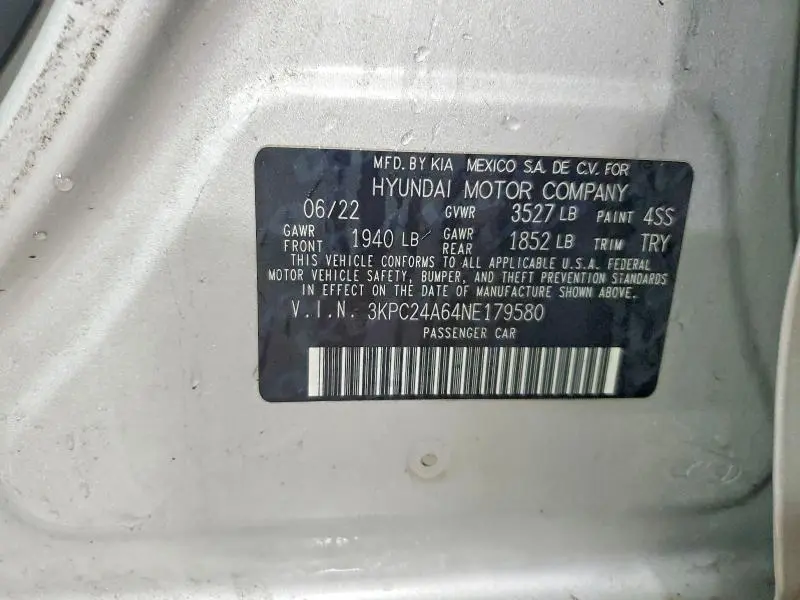 MFD. BY KIA MEXICO S.A. DE C.V. FOR
HYUNDAI MOTOR COMPANY
06/22 GVWR 3527 LB PAINT 4SS
GAWR FRONT 1940 LB GAWR REAR 1852 LB TRIM TRY
THIS VEHICLE CONFORMS TO ALL APPLICABLE U.S.A. FEDERAL
MOTOR VEHICLE SAFETY, BUMPER, AND THEFT PREVENTION STANDARDS
IN EFFECT ON THE DATE OF MANUFACTURE SHOWN ABOVE.
V.I.N. 3KPC24A64NE179580
PASSENGER CAR